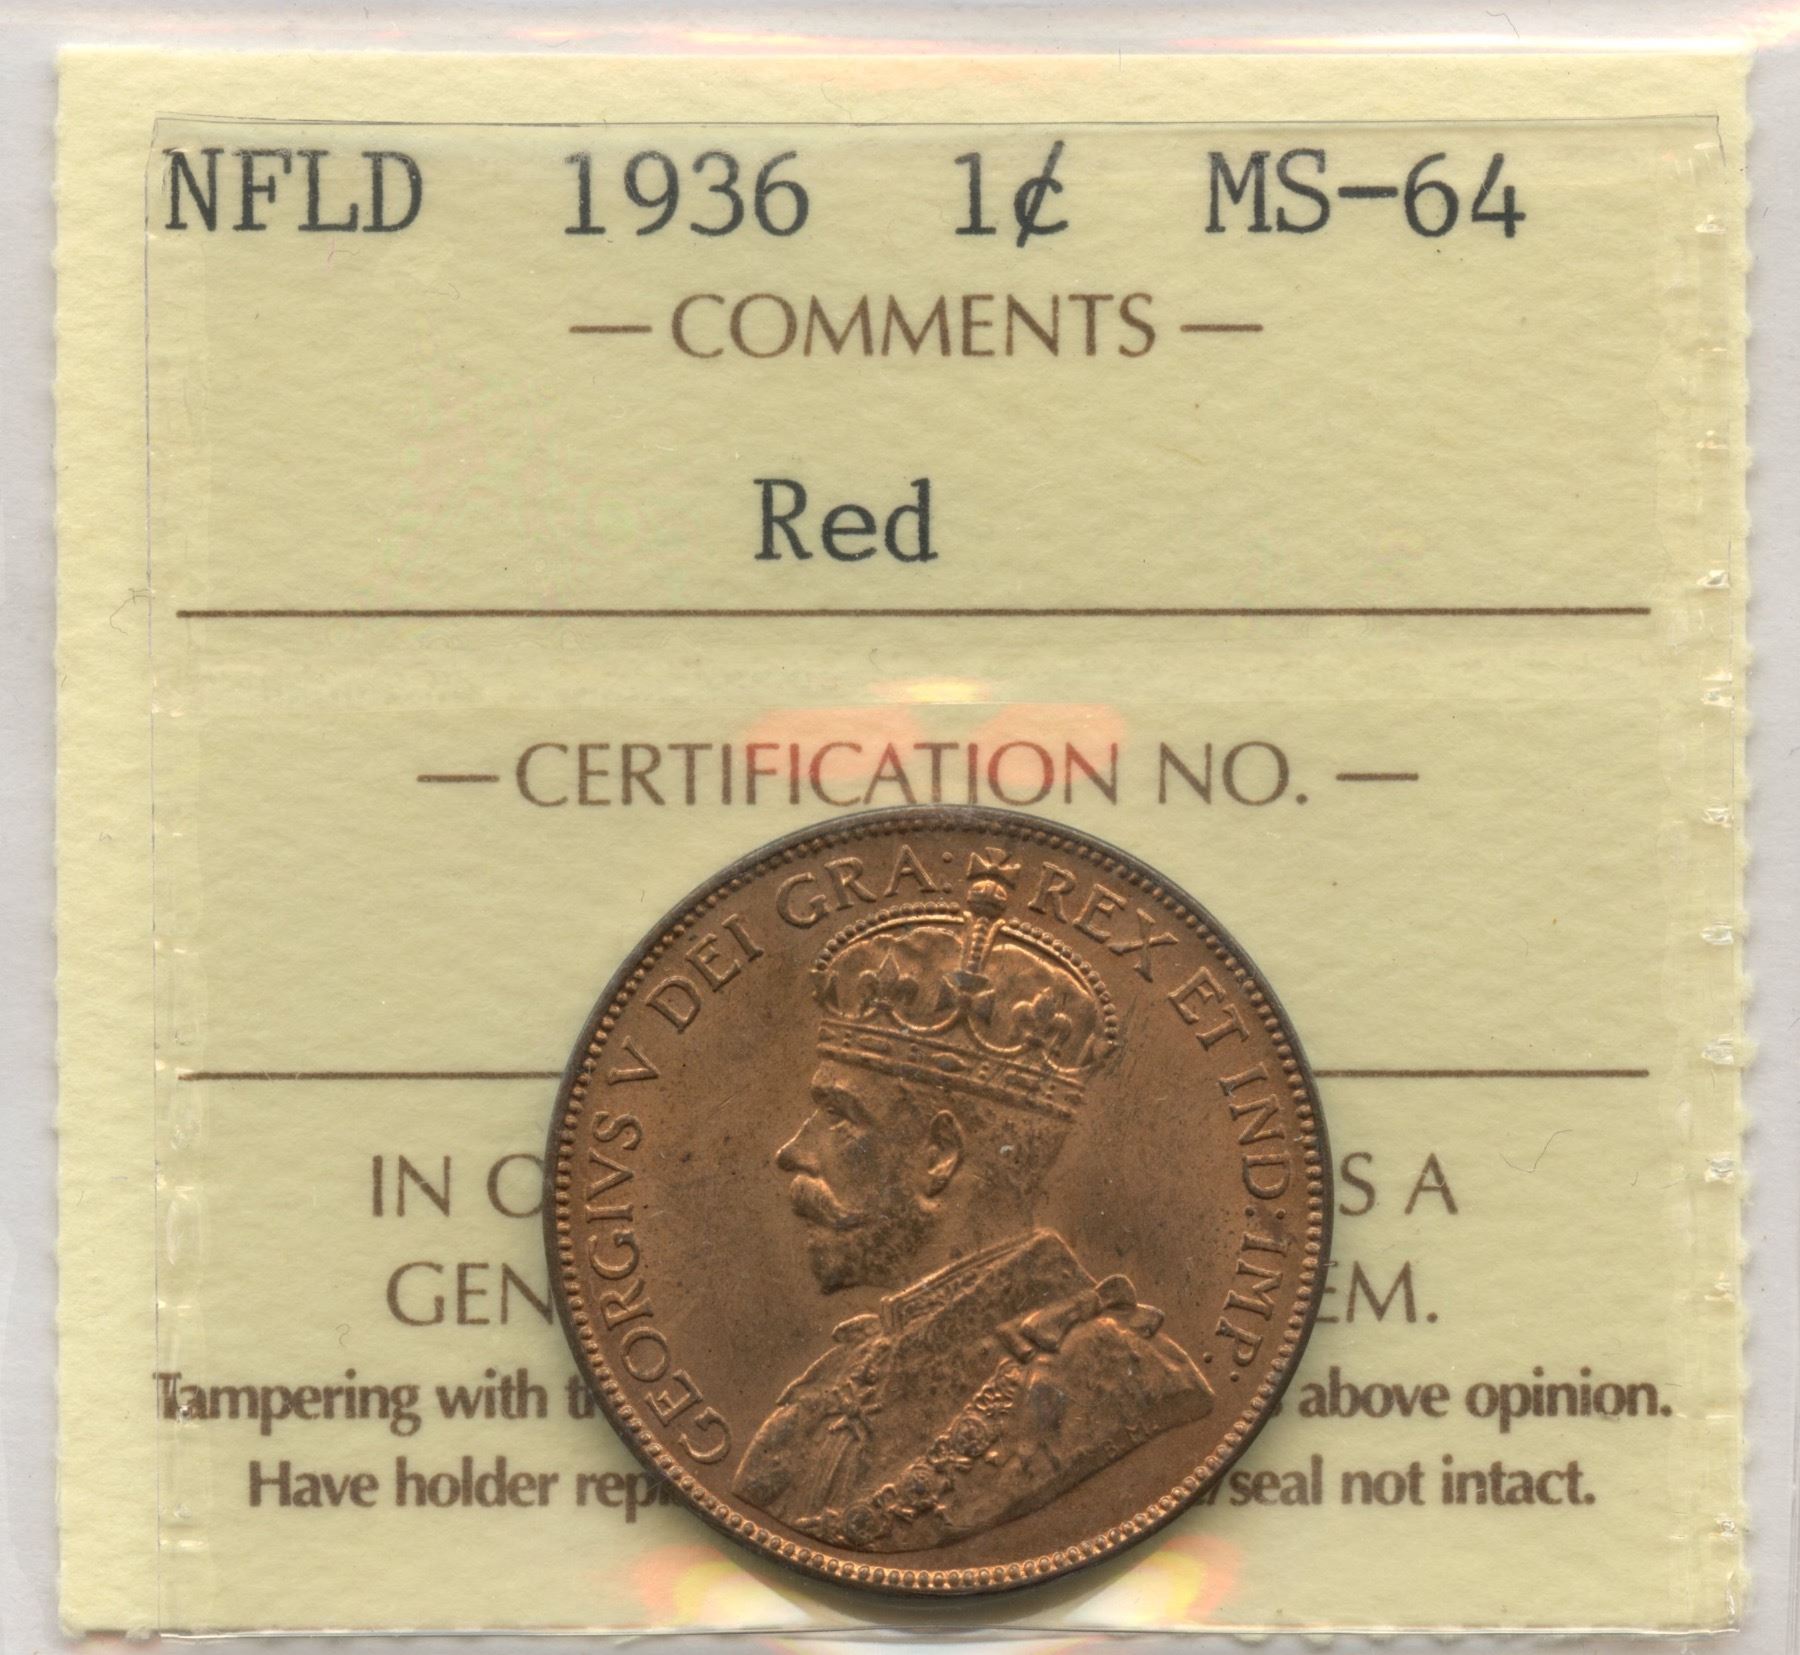 NFLD 1936 1¢ MS-64
— COMMENTS —
Red
— CERTIFICATION NO. —
GEORGIVS V DEI GRA: REX ET IND: IMP:
B.M.
IN O S A
GEN EM.
Tampering with above opinion.
Have holder seal not intact.